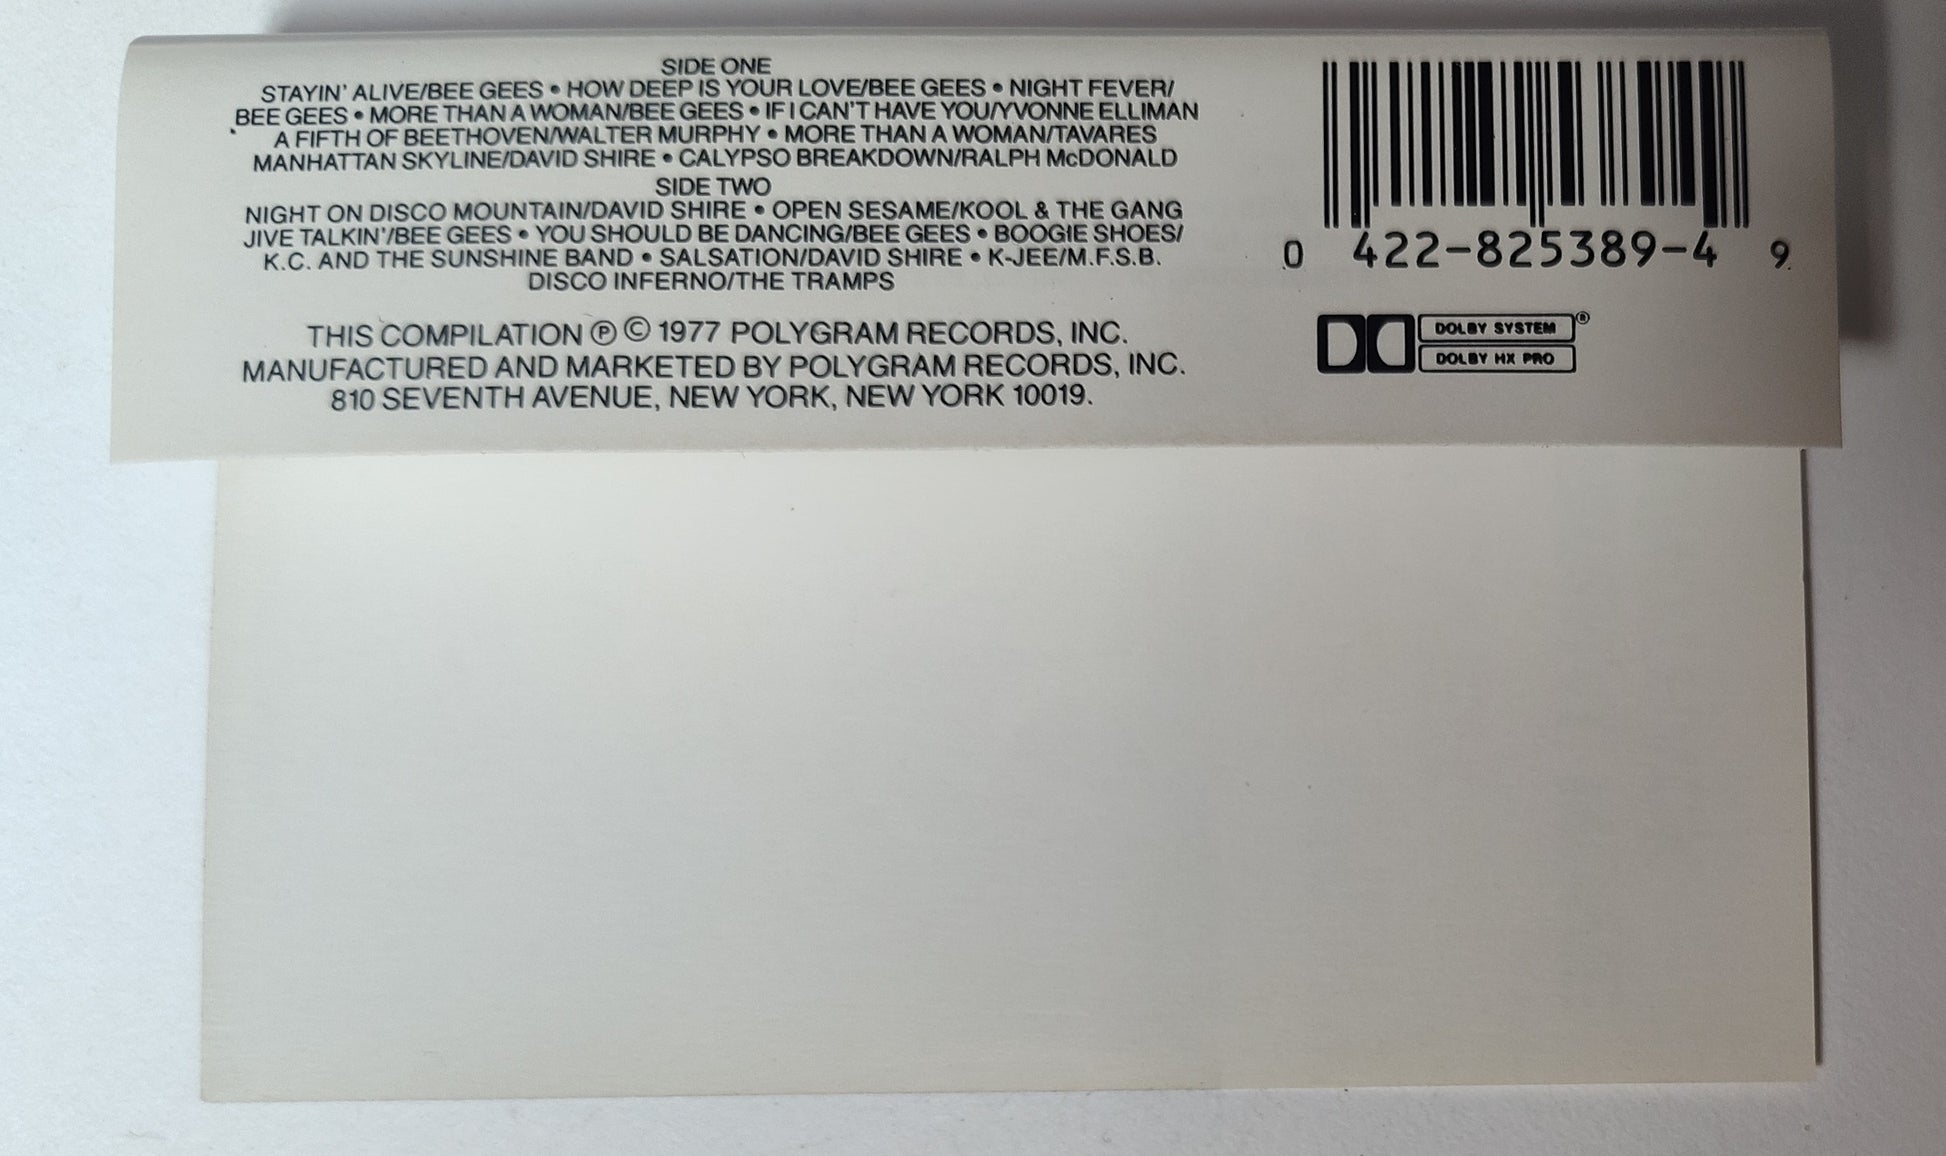 SIDE ONE
STAYIN' ALIVE/BEE GEES • HOW DEEP IS YOUR LOVE/BEE GEES • NIGHT FEVER/
BEE GEES • MORE THAN A WOMAN/BEE GEES • IF I CAN'T HAVE YOU/YVONNE ELLIMAN
A FIFTH OF BEETHOVEN/WALTER MURPHY • MORE THAN A WOMAN/TAVARES
MANHATTAN SKYLINE/DAVID SHIRE • CALYPSO BREAKDOWN/RALPH McDONALD
SIDE TWO
NIGHT ON DISCO MOUNTAIN/DAVID SHIRE • OPEN SESAME/KOOL & THE GANG
JIVE TALKIN'/BEE GEES • YOU SHOULD BE DANCING/BEE GEES • BOOGIE SHOES/
K.C. AND THE SUNSHINE BAND • SALSATION/DAVID SHIRE • K-JEE/M.F.S.B.
DISCO INFERNO/THE TRAMPS
THIS COMPILATION ℗ © 1977 POLYGRAM RECORDS, INC.
MANUFACTURED AND MARKETED BY POLYGRAM RECORDS, INC.
810 SEVENTH AVENUE, NEW YORK, NEW YORK 10019.
0 422-825389-4 9
DOLBY SYSTEM ®
DOLBY HX PRO